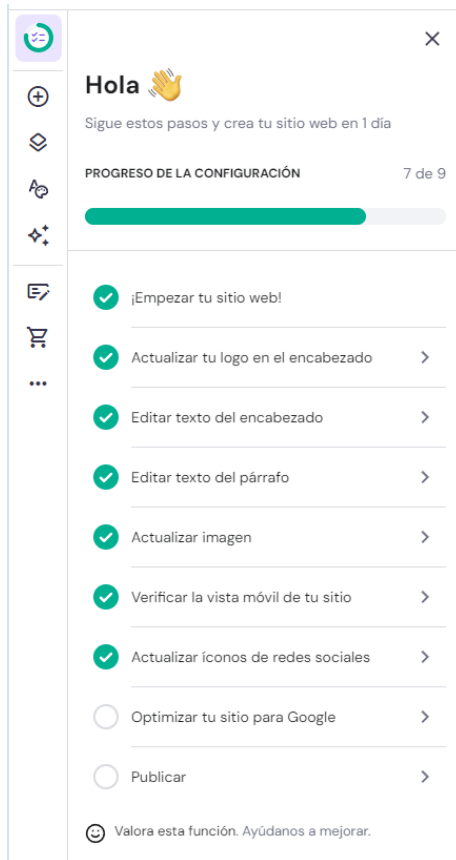 Hola 👋
Sigue estos pasos y crea tu sitio web en 1 día
PROGRESO DE LA CONFIGURACIÓN 7 de 9
¡Empezar tu sitio web!
Actualizar tu logo en el encabezado
Editar texto del encabezado
Editar texto del párrafo
Actualizar imagen
Verificar la vista móvil de tu sitio
Actualizar íconos de redes sociales
Optimizar tu sitio para Google
Publicar
Valora esta función. Ayúdanos a mejorar.